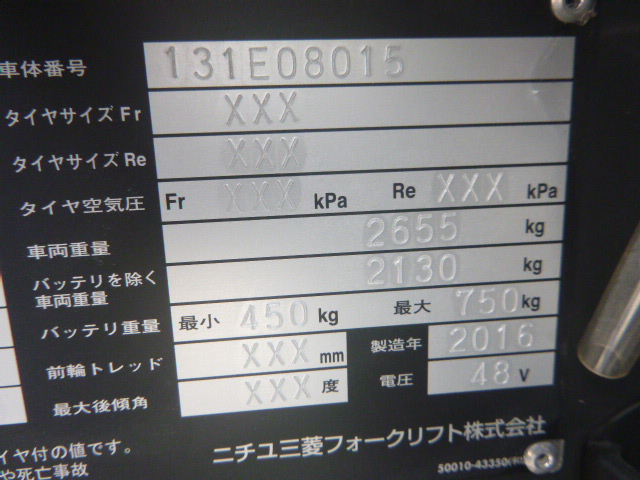 車体番号 131E08015
タイヤサイズ Fr XXX
タイヤサイズ Re XXX
タイヤ空気圧 Fr XXX kPa Re XXX kPa
車両重量 2655 kg
バッテリを除く
車両重量 2130 kg
バッテリ重量 最小 450 kg 最大 750 kg
前輪トレッド XXX mm 製造年 2016
最大後傾角 XXX 度 電圧 48 V
イヤ付の値です。
ニチユ三菱フォークリフト株式会社
や死亡事故
50010-43350